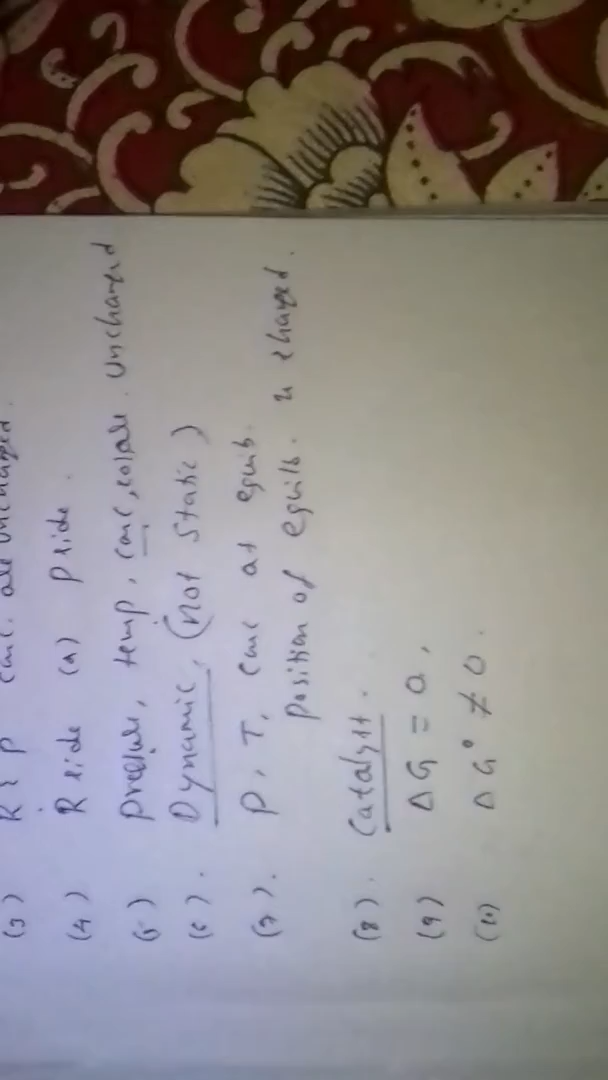 (3) R & P conc. are unchanged.
(4) R side (a) P side.
(5) pressure, temp, conc, colour. Unchanged
(6). Dynamic, (not static)
(7). P, T, conc at equib.
position of equilb. is changed.
(8). Catalyst.
(9) ΔG = 0,
(10) ΔG° ≠ 0.